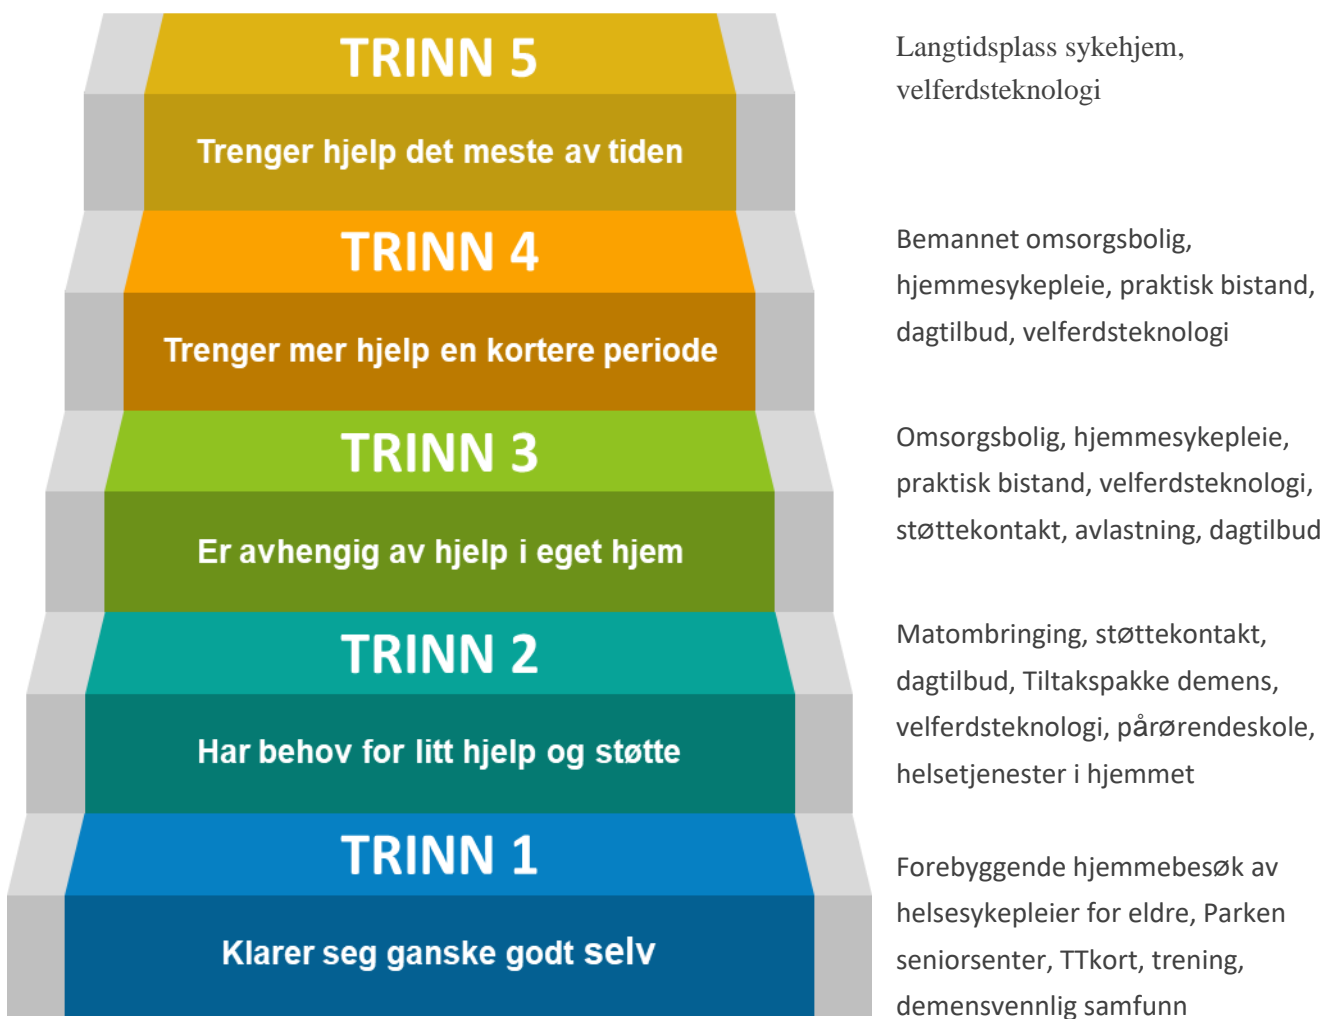 TRINN 5
Trenger hjelp det meste av tiden
Langtidsplass sykehjem,
velferdsteknologi
TRINN 4
Trenger mer hjelp en kortere periode
Bemannet omsorgsbolig,
hjemmesykepleie, praktisk bistand,
dagtilbud, velferdsteknologi
TRINN 3
Er avhengig av hjelp i eget hjem
Omsorgsbolig, hjemmesykepleie,
praktisk bistand, velferdsteknologi,
støttekontakt, avlastning, dagtilbud
TRINN 2
Har behov for litt hjelp og støtte
Matombringing, støttekontakt,
dagtilbud, Tiltakspakke demens,
velferdsteknologi, pårørendeskole,
helsetjenester i hjemmet
TRINN 1
Klarer seg ganske godt selv
Forebyggende hjemmebesøk av
helsesykepleier for eldre, Parken
seniorsenter, TTkort, trening,
demensvennlig samfunn